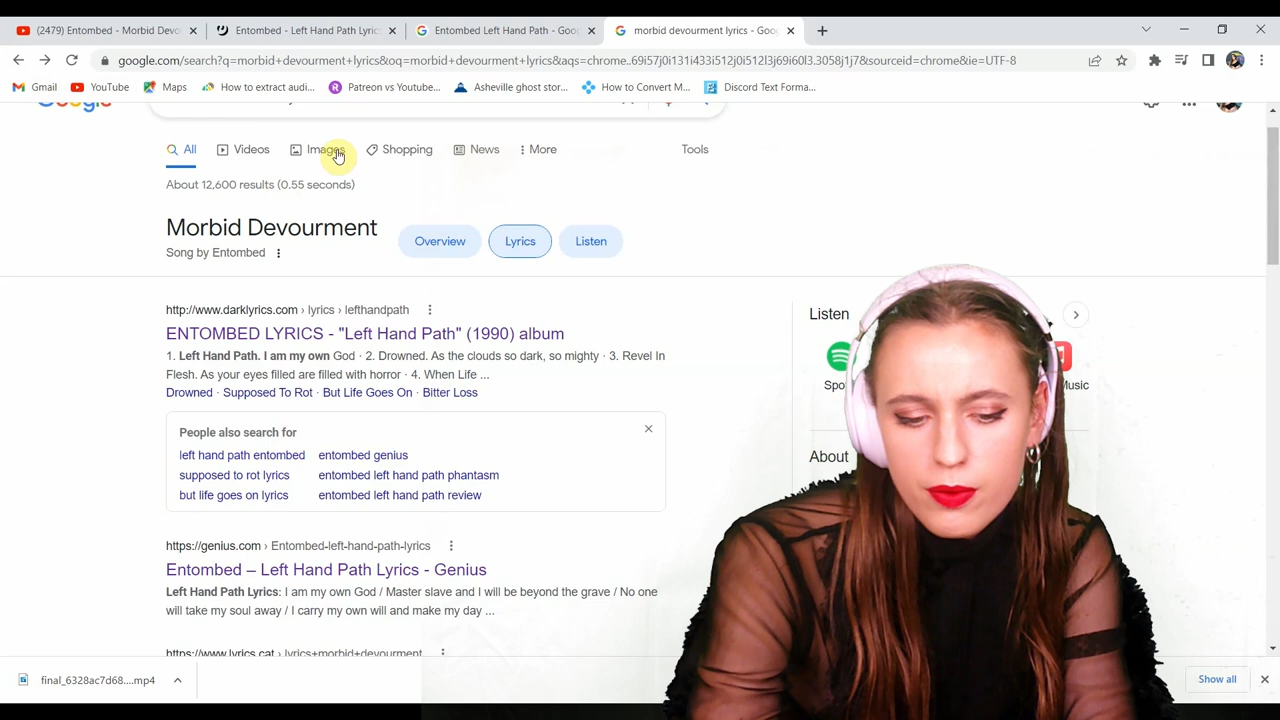 (2479) Entombed - Morbid Devo
Entombed - Left Hand Path Lyric
Entombed Left Hand Path - Goog
morbid devourment lyrics - Goog
google.com/search?q=morbid+devourment+lyrics&oq=morbid+devourment+lyrics&aqs=chrome..69i57j0i131i433i512j0i512l3j69i60l3.3058j1j7&sourceid=chrome&ie=UTF-8
Gmail
YouTube
Maps
How to extract audi...
Patreon vs Youtube...
Asheville ghost stor...
How to Convert M...
Discord Text Forma...
All
Videos
Images
Shopping
News
More
Tools
About 12,600 results (0.55 seconds)
Morbid Devourment
Song by Entombed
Overview
Lyrics
Listen
http://www.darklyrics.com › lyrics › lefthandpath
ENTOMBED LYRICS - "Left Hand Path" (1990) album
1. Left Hand Path. I am my own God · 2. Drowned. As the clouds so dark, so mighty · 3. Revel In
Flesh. As your eyes filled are filled with horror · 4. When Life ...
Drowned · Supposed To Rot · But Life Goes On · Bitter Loss
People also search for
left hand path entombed
entombed genius
supposed to rot lyrics
entombed left hand path phantasm
but life goes on lyrics
entombed left hand path review
https://genius.com › Entombed-left-hand-path-lyrics
Entombed – Left Hand Path Lyrics - Genius
Left Hand Path Lyrics: I am my own God / Master slave and I will be beyond the grave / No one
will take my soul away / I carry my own will and make my day ...
https://www.lyrics.cat › lyrics+morbid+devourment
Listen
Spo
Music
About
final_6328ac7d68....mp4
Show all